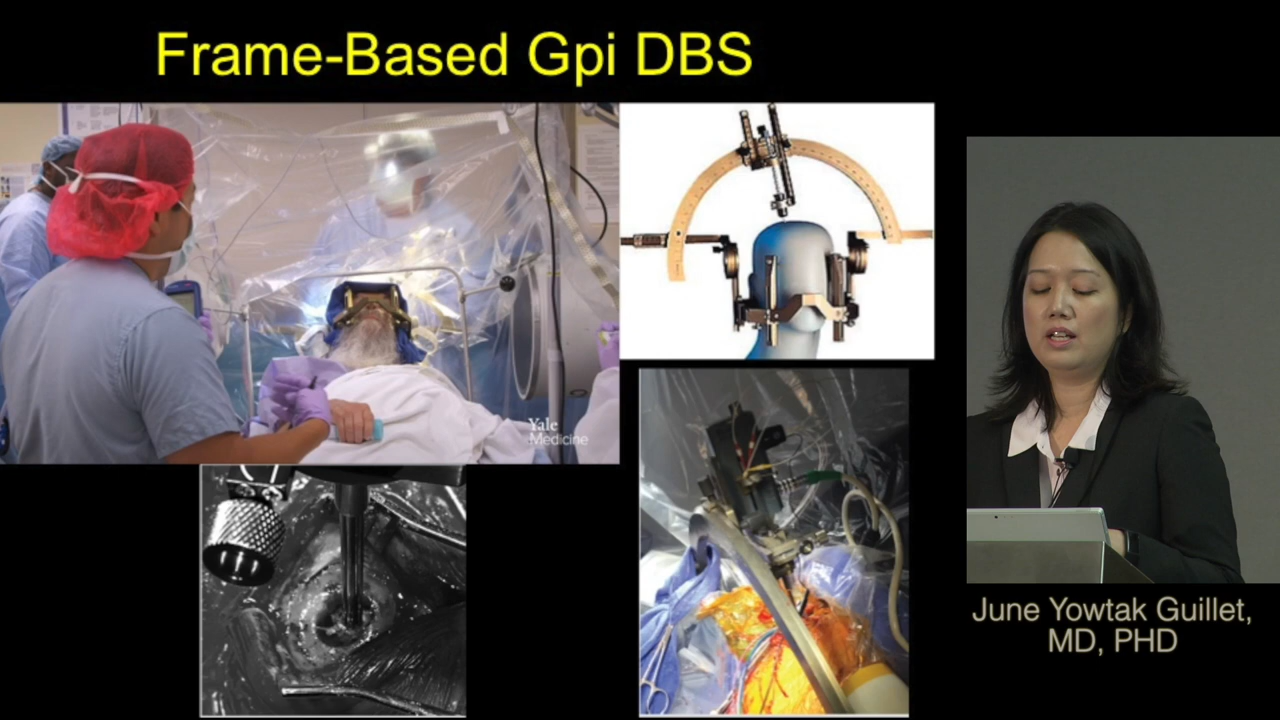 Frame-Based Gpi DBS
Yale
Medicine
June Yowtak Guillet,
MD, PHD